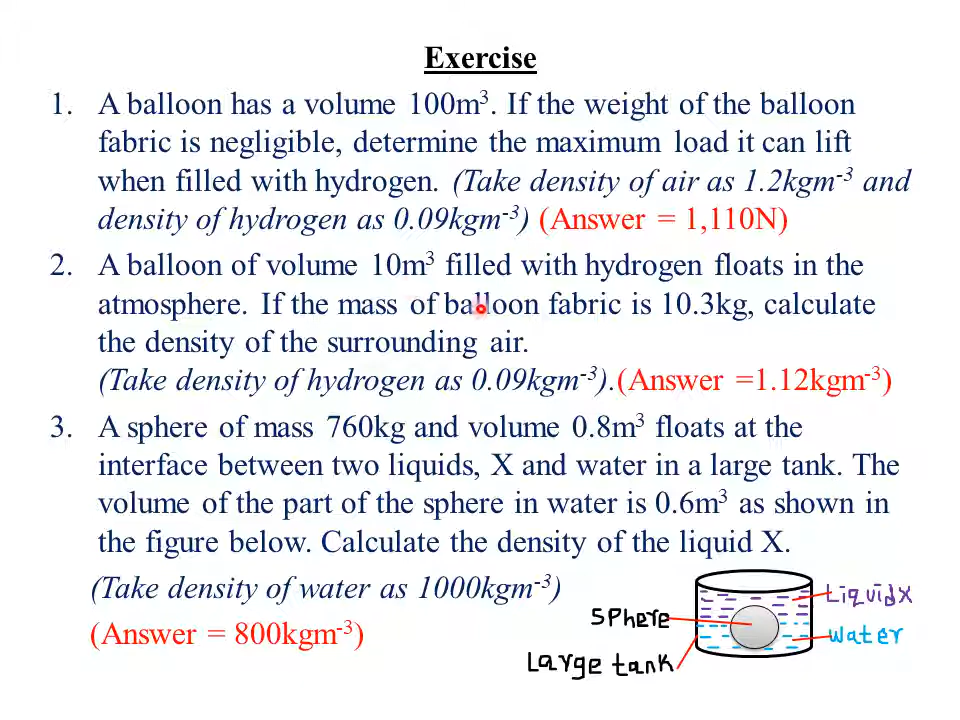 Exercise
1. A balloon has a volume 100m³. If the weight of the balloon
fabric is negligible, determine the maximum load it can lift
when filled with hydrogen. (Take density of air as 1.2kgm⁻³ and
density of hydrogen as 0.09kgm⁻³) (Answer = 1,110N)
2. A balloon of volume 10m³ filled with hydrogen floats in the
atmosphere. If the mass of balloon fabric is 10.3kg, calculate
the density of the surrounding air.
(Take density of hydrogen as 0.09kgm⁻³).(Answer =1.12kgm⁻³)
3. A sphere of mass 760kg and volume 0.8m³ floats at the
interface between two liquids, X and water in a large tank. The
volume of the part of the sphere in water is 0.6m³ as shown in
the figure below. Calculate the density of the liquid X.
(Take density of water as 1000kgm⁻³)
(Answer = 800kgm⁻³)
Liquid X
Sphere
Water
Large tank